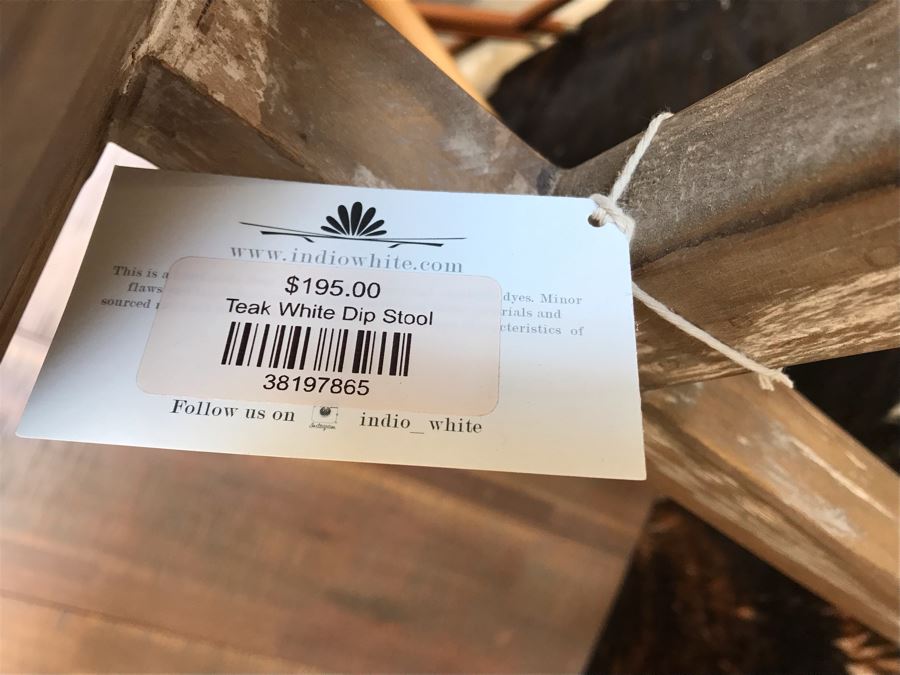 www.indiowhite.com
This is a
flaws dyes. Minor
sourced rials and
cteristics of
$195.00
Teak White Dip Stool
38197865
Follow us on Instagram indio_white